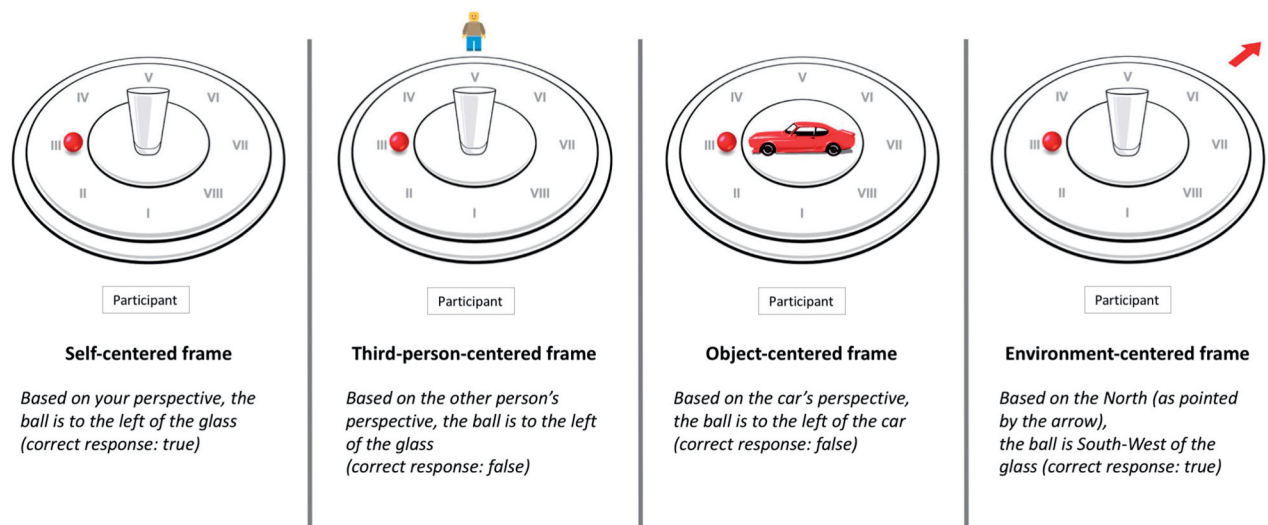 V
IV
VI
III
VII
II
VIII
I
Participant
Self-centered frame
Based on your perspective, the
ball is to the left of the glass
(correct response: true)
V
IV
VI
III
VII
II
VIII
I
Participant
Third-person-centered frame
Based on the other person's
perspective, the ball is to the left
of the glass
(correct response: false)
V
IV
VI
III
VII
II
VIII
I
Participant
Object-centered frame
Based on the car's perspective,
the ball is to the left of the car
(correct response: false)
V
IV
VI
III
VII
II
VIII
I
Participant
Environment-centered frame
Based on the North (as pointed
by the arrow),
the ball is South-West of the
glass (correct response: true)